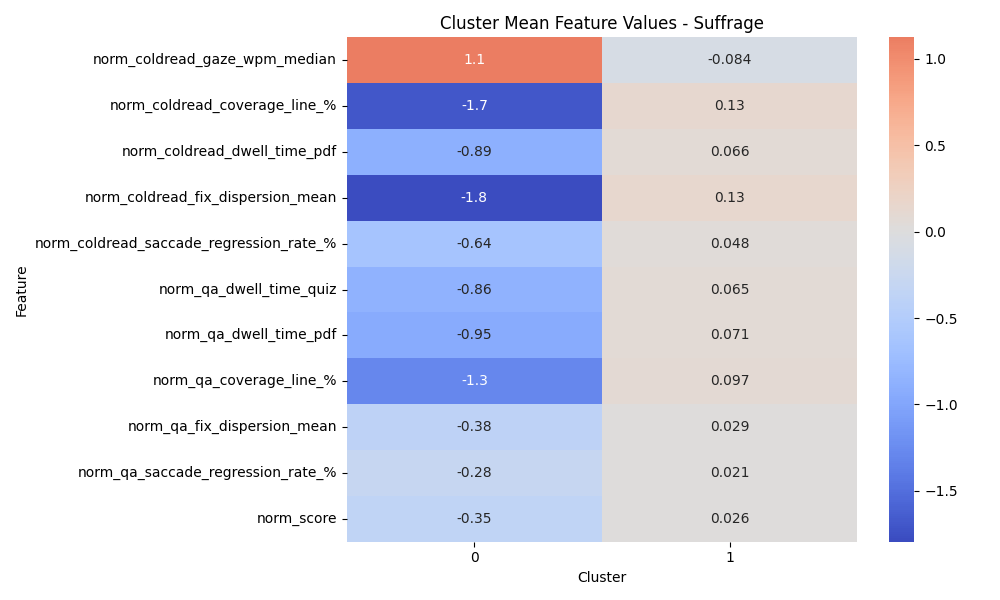 Cluster Mean Feature Values - Suffrage
Feature
norm_coldread_gaze_wpm_median 1.1 -0.084
norm_coldread_coverage_line_% -1.7 0.13
norm_coldread_dwell_time_pdf -0.89 0.066
norm_coldread_fix_dispersion_mean -1.8 0.13
norm_coldread_saccade_regression_rate_% -0.64 0.048
norm_qa_dwell_time_quiz -0.86 0.065
norm_qa_dwell_time_pdf -0.95 0.071
norm_qa_coverage_line_% -1.3 0.097
norm_qa_fix_dispersion_mean -0.38 0.029
norm_qa_saccade_regression_rate_% -0.28 0.021
norm_score -0.35 0.026
0 1
Cluster
1.0
0.5
0.0
−0.5
−1.0
−1.5